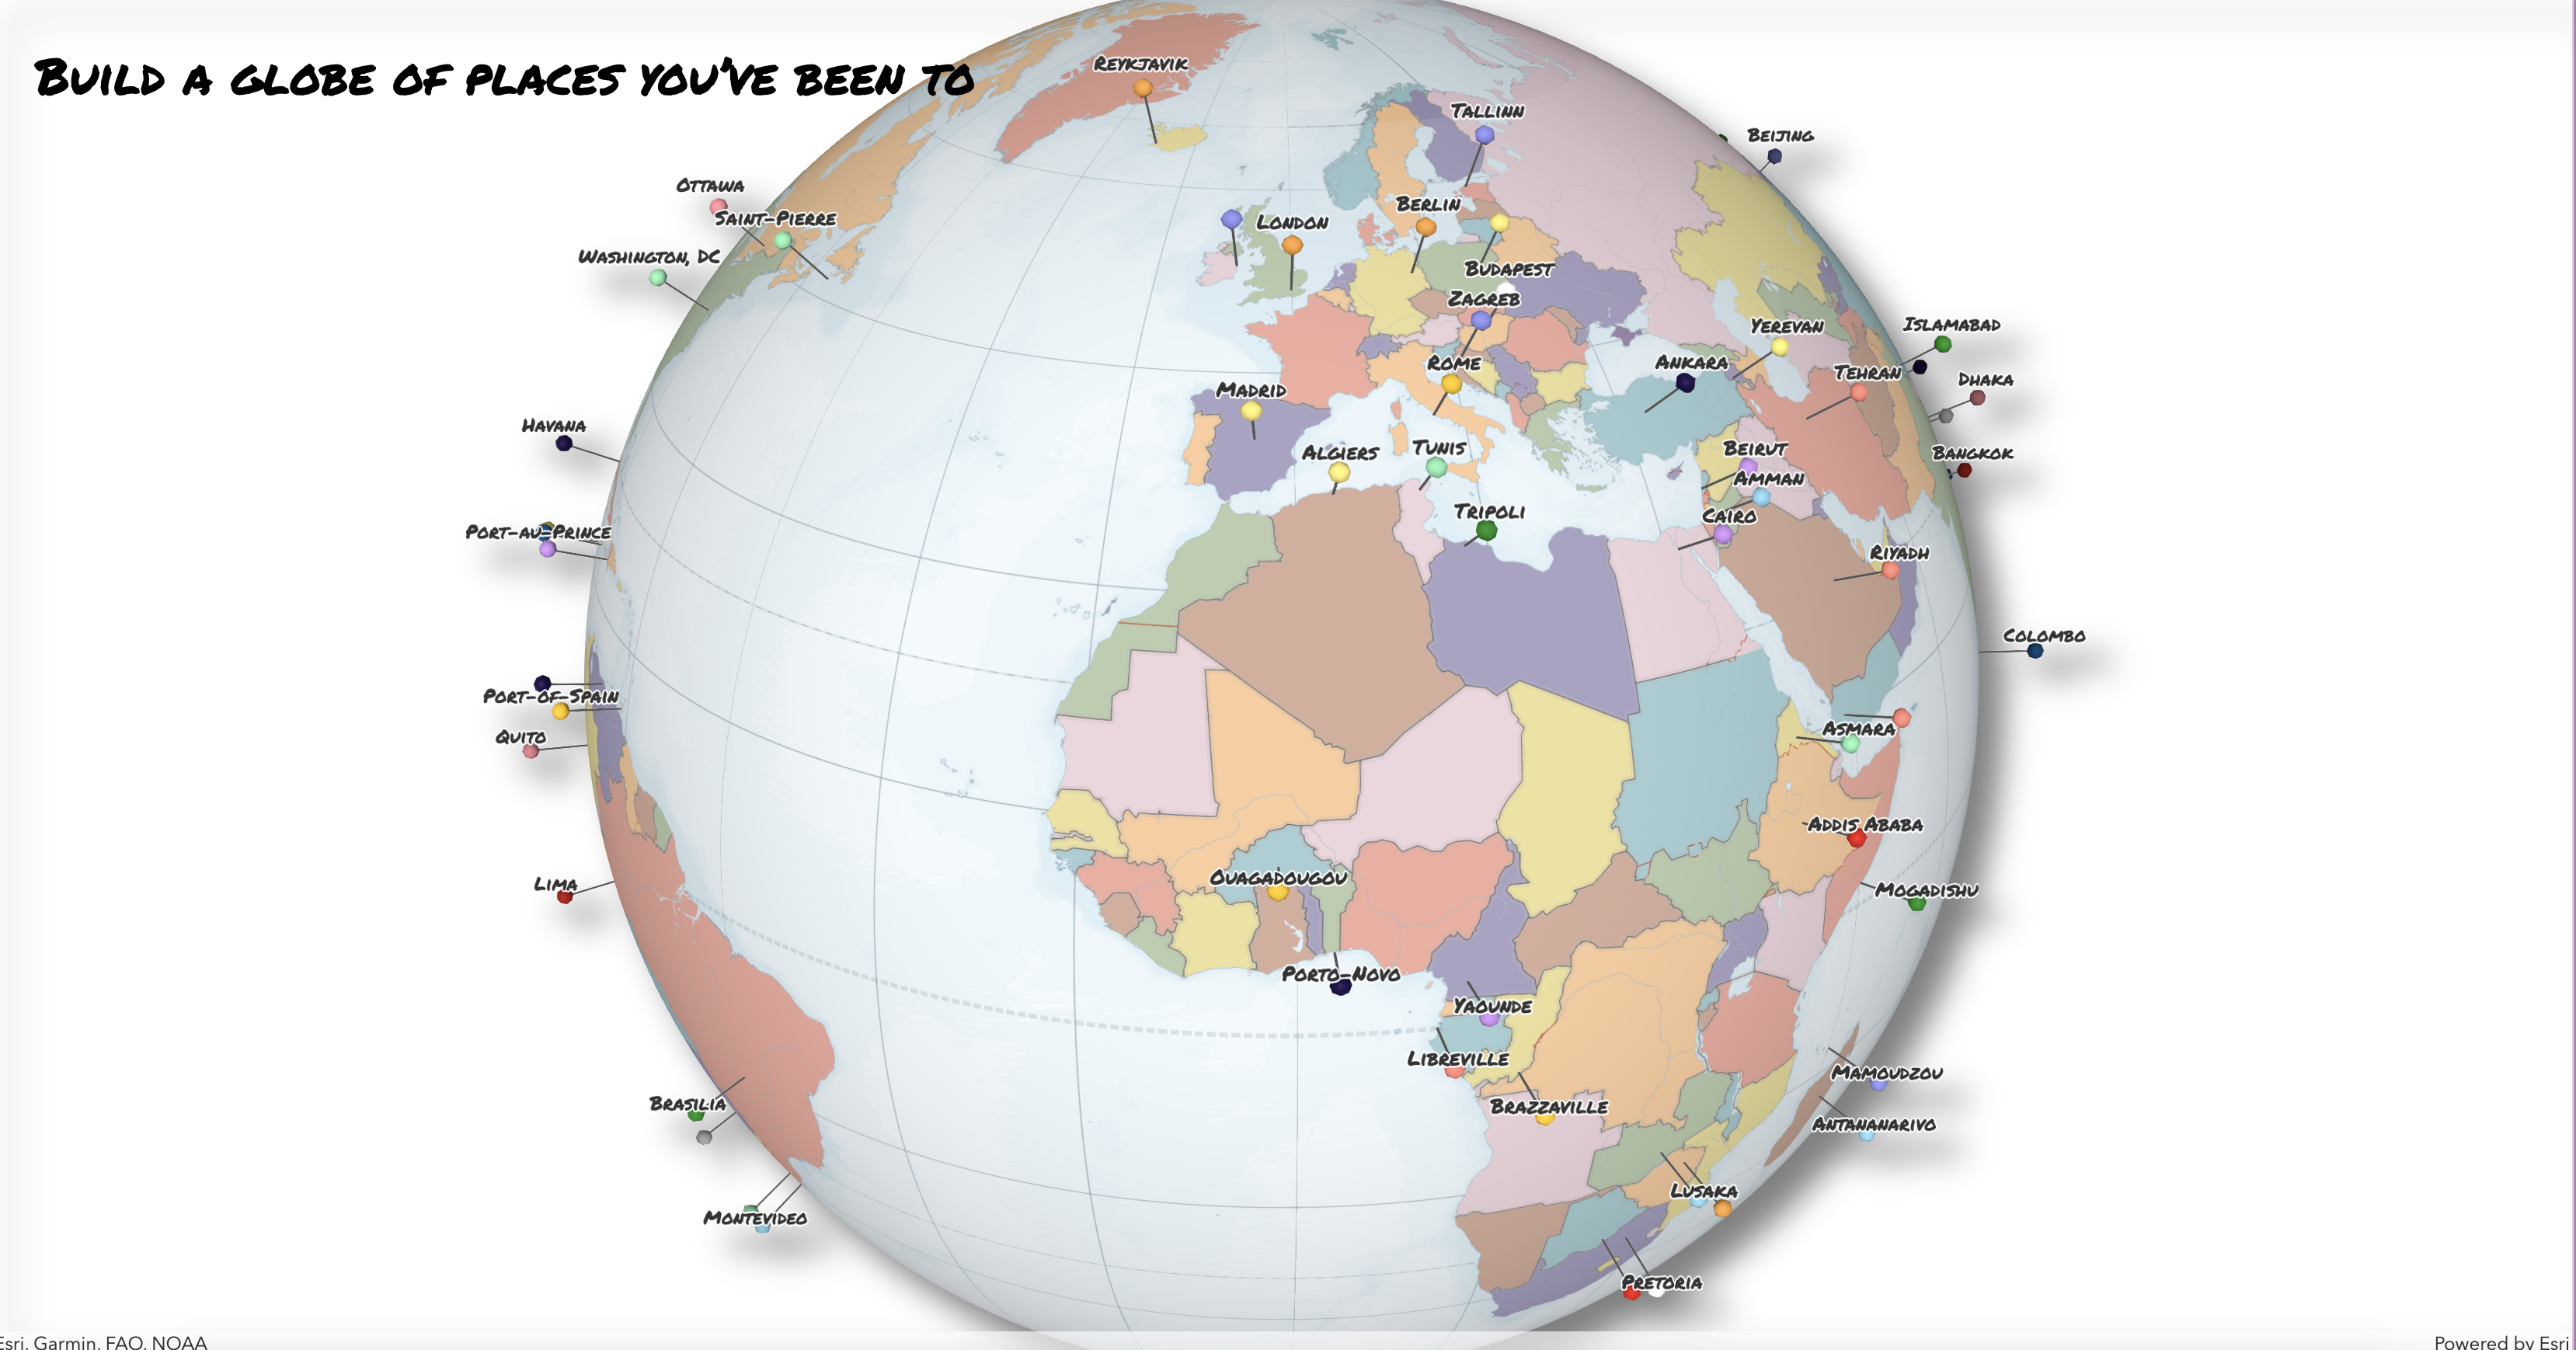 BUILD A GLOBE OF PLACES YOU'VE BEEN TO
REYKJAVIK
TALLINN
BEIJING
OTTAWA
SAINT-PIERRE
BERLIN
LONDON
WASHINGTON, DC
BUDAPEST
ZAGREB
YEREVAN
ISLAMABAD
ROME
ANKARA
TEHRAN
DHAKA
MADRID
HAVANA
ALGIERS
TUNIS
BEIRUT
BANGKOK
AMMAN
TRIPOLI
CAIRO
PORT-AU-PRINCE
RIYADH
COLOMBO
PORT-OF-SPAIN
ASMARA
QUITO
ADDIS ABABA
OUAGADOUGOU
LIMA
MOGADISHU
PORTO-NOVO
YAOUNDE
LIBREVILLE
MAMOUDZOU
BRASILIA
BRAZZAVILLE
ANTANANARIVO
LUSAKA
MONTEVIDEO
PRETORIA
Esri, Garmin, FAO, NOAA
Powered by Esri